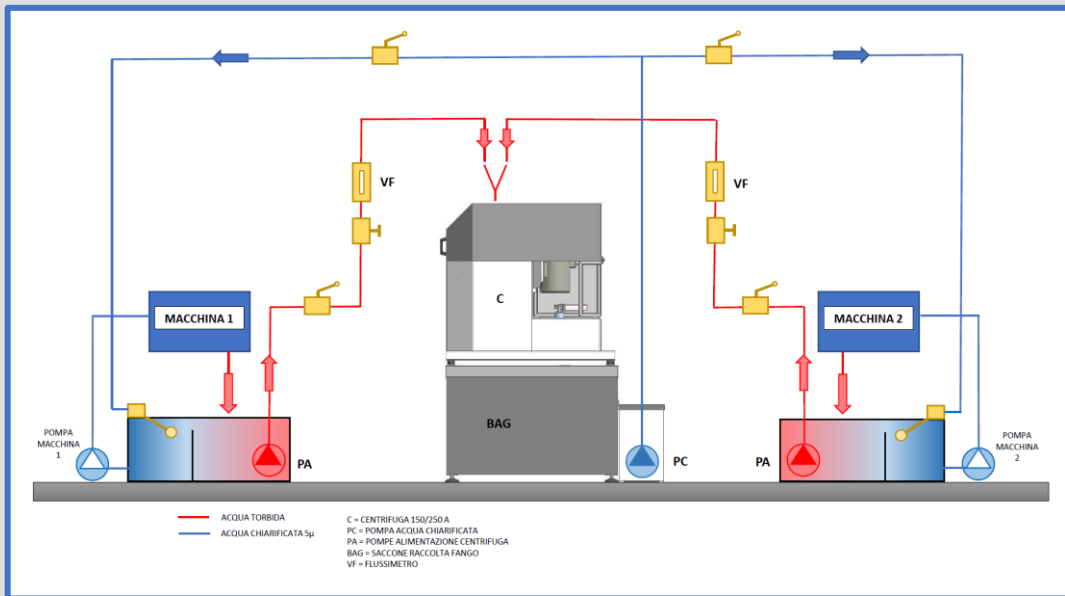 VF
VF
C
MACCHINA 1
MACCHINA 2
BAG
POMPA
MACCHINA
1
PA
PC
PA
POMPA
MACCHINA
2
ACQUA TORBIDA
ACQUA CHIARIFICATA 5µ
C = CENTRIFUGA 150/250 A
PC = POMPA ACQUA CHIARIFICATA
PA = POMPE ALIMENTAZIONE CENTRIFUGA
BAG = SACCONE RACCOLTA FANGO
VF = FLUSSIMETRO